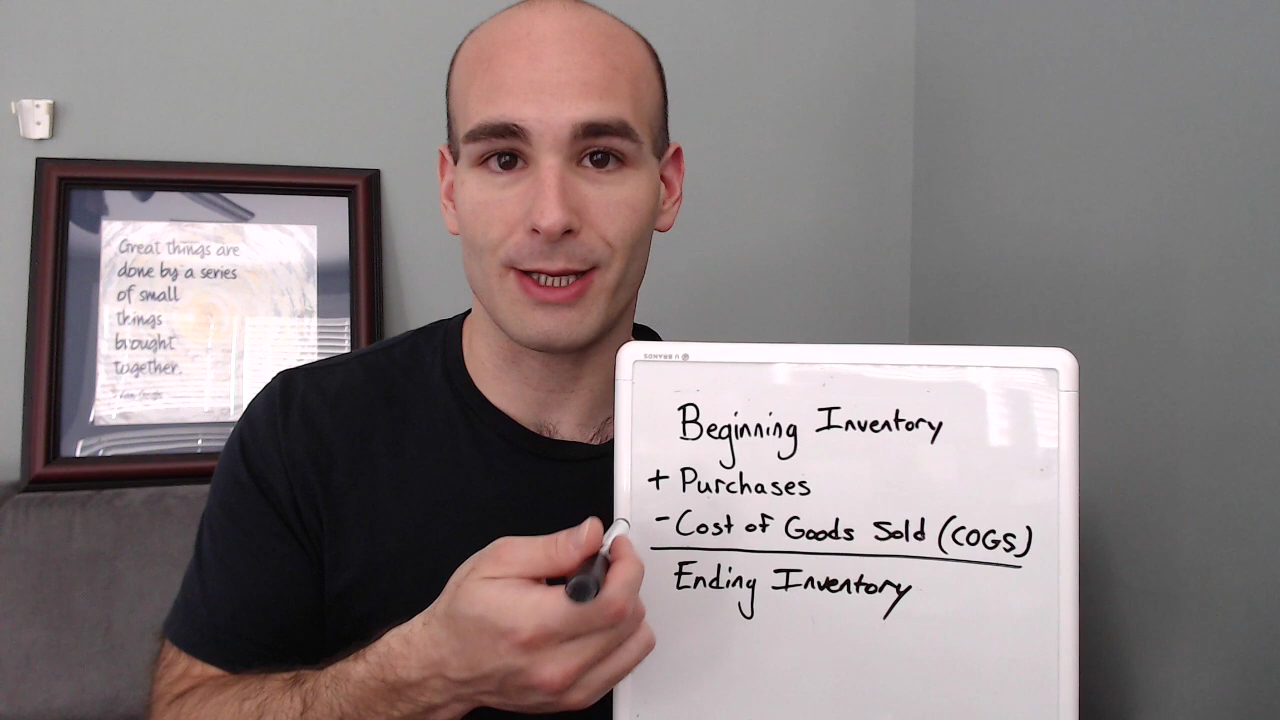 Great things are
done by a series
of small
things
brought
together.
U BRANDS
Beginning Inventory
+ Purchases
- Cost of Goods Sold (COGS)
Ending Inventory